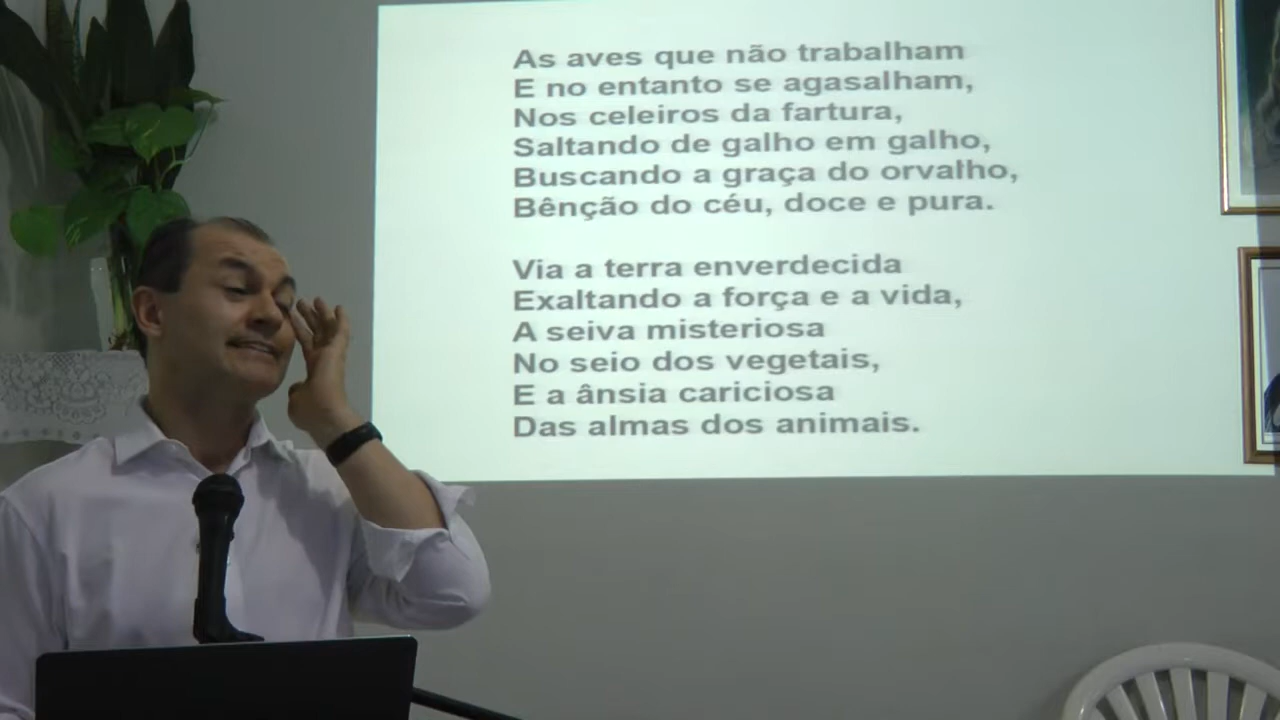 As aves que não trabalham
E no entanto se agasalham,
Nos celeiros da fartura,
Saltando de galho em galho,
Buscando a graça do orvalho,
Bênção do céu, doce e pura.
Via a terra enverdecida
Exaltando a força e a vida,
A seiva misteriosa
No seio dos vegetais,
E a ânsia cariciosa
Das almas dos animais.